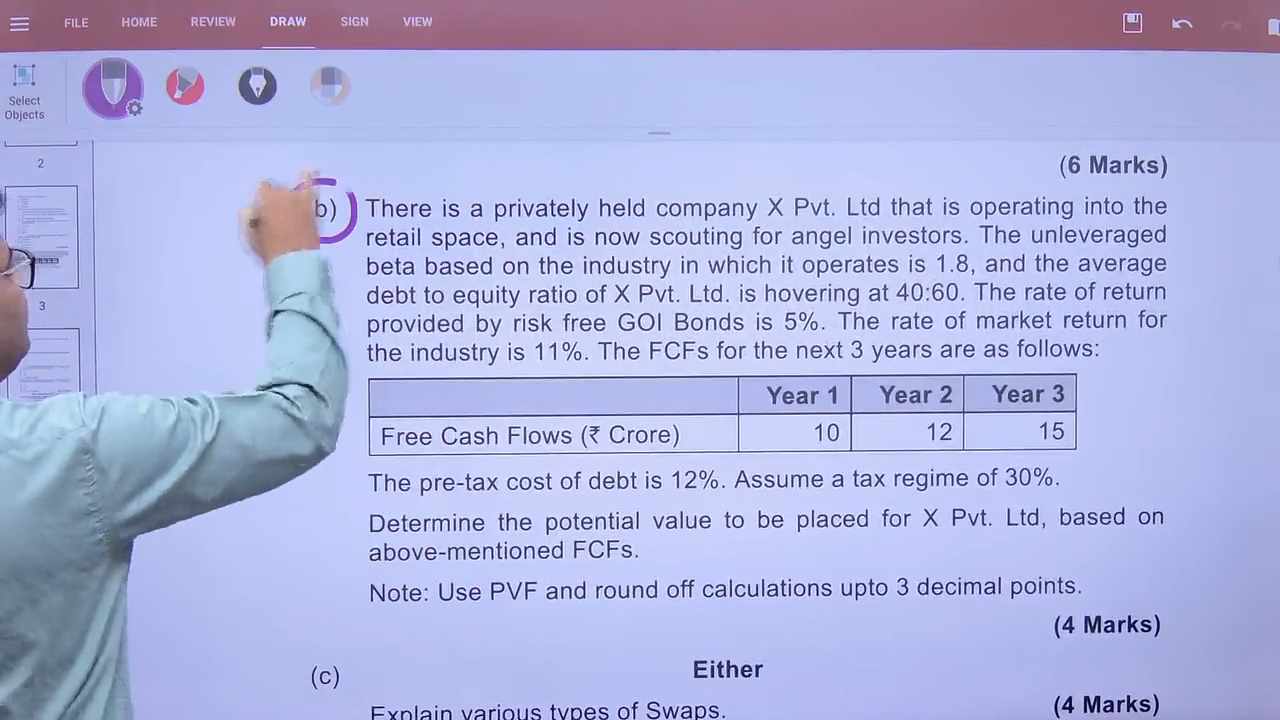 FILE HOME REVIEW DRAW SIGN VIEW
Select
Objects
2
3
(6 Marks)
b) There is a privately held company X Pvt. Ltd that is operating into the
retail space, and is now scouting for angel investors. The unleveraged
beta based on the industry in which it operates is 1.8, and the average
debt to equity ratio of X Pvt. Ltd. is hovering at 40:60. The rate of return
provided by risk free GOI Bonds is 5%. The rate of market return for
the industry is 11%. The FCFs for the next 3 years are as follows:
Year 1 Year 2 Year 3
Free Cash Flows (₹ Crore) 10 12 15
The pre-tax cost of debt is 12%. Assume a tax regime of 30%.
Determine the potential value to be placed for X Pvt. Ltd, based on
above-mentioned FCFs.
Note: Use PVF and round off calculations upto 3 decimal points.
(4 Marks)
(c) Either
Explain various types of Swaps. (4 Marks)